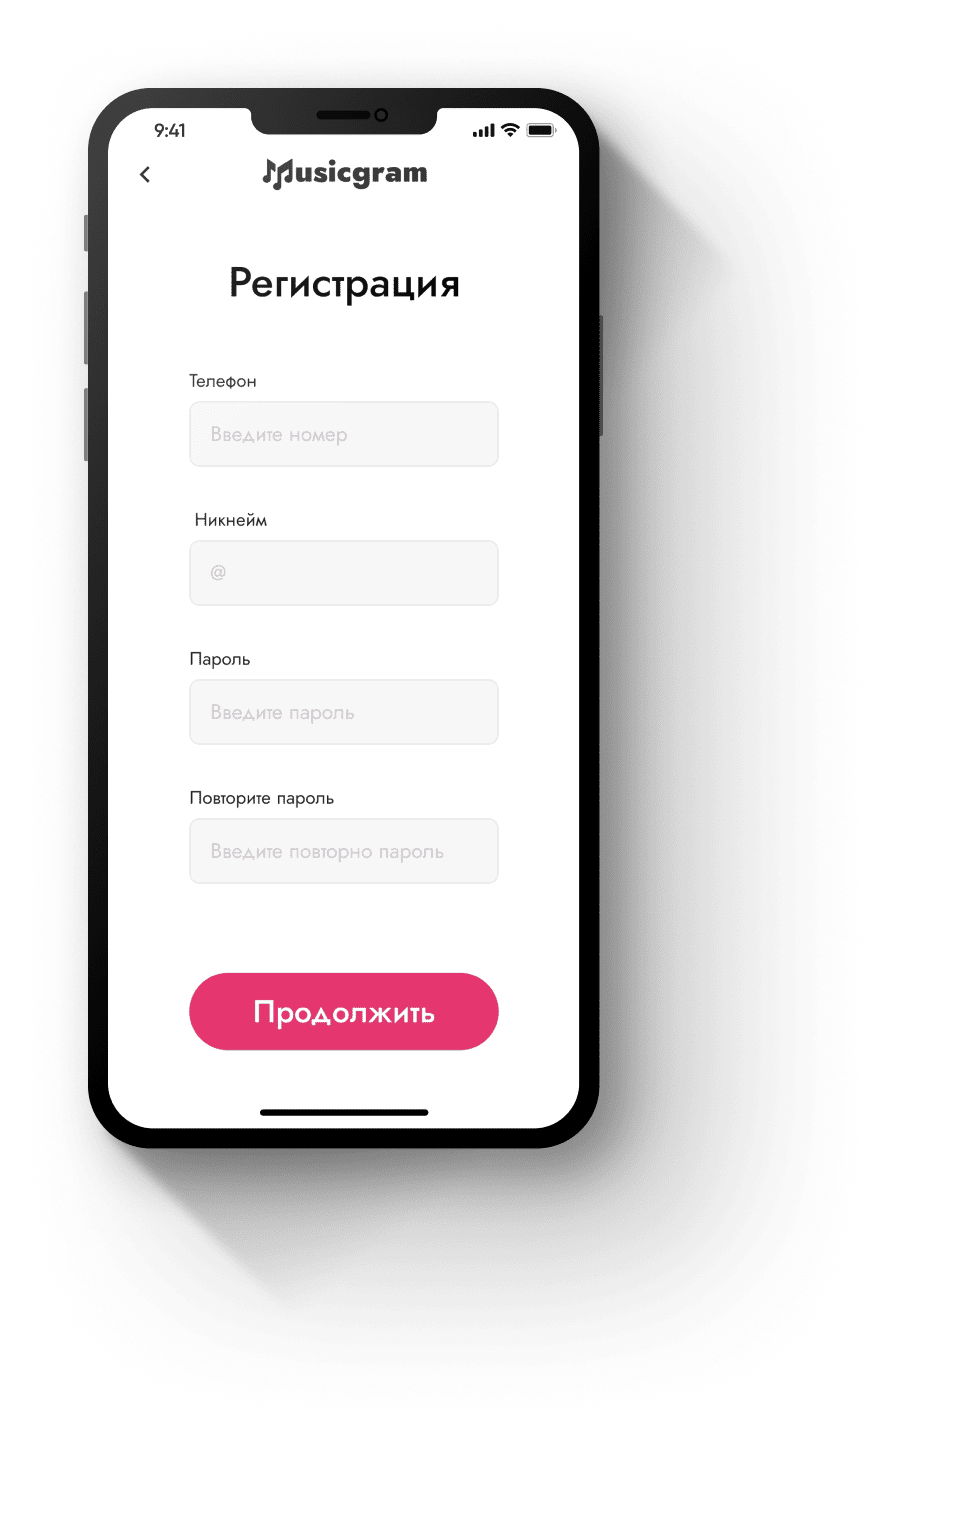 9:41
Musicgram
Регистрация
Телефон
Введите номер
Никнейм
@
Пароль
Введите пароль
Повторите пароль
Введите повторно пароль
Продолжить